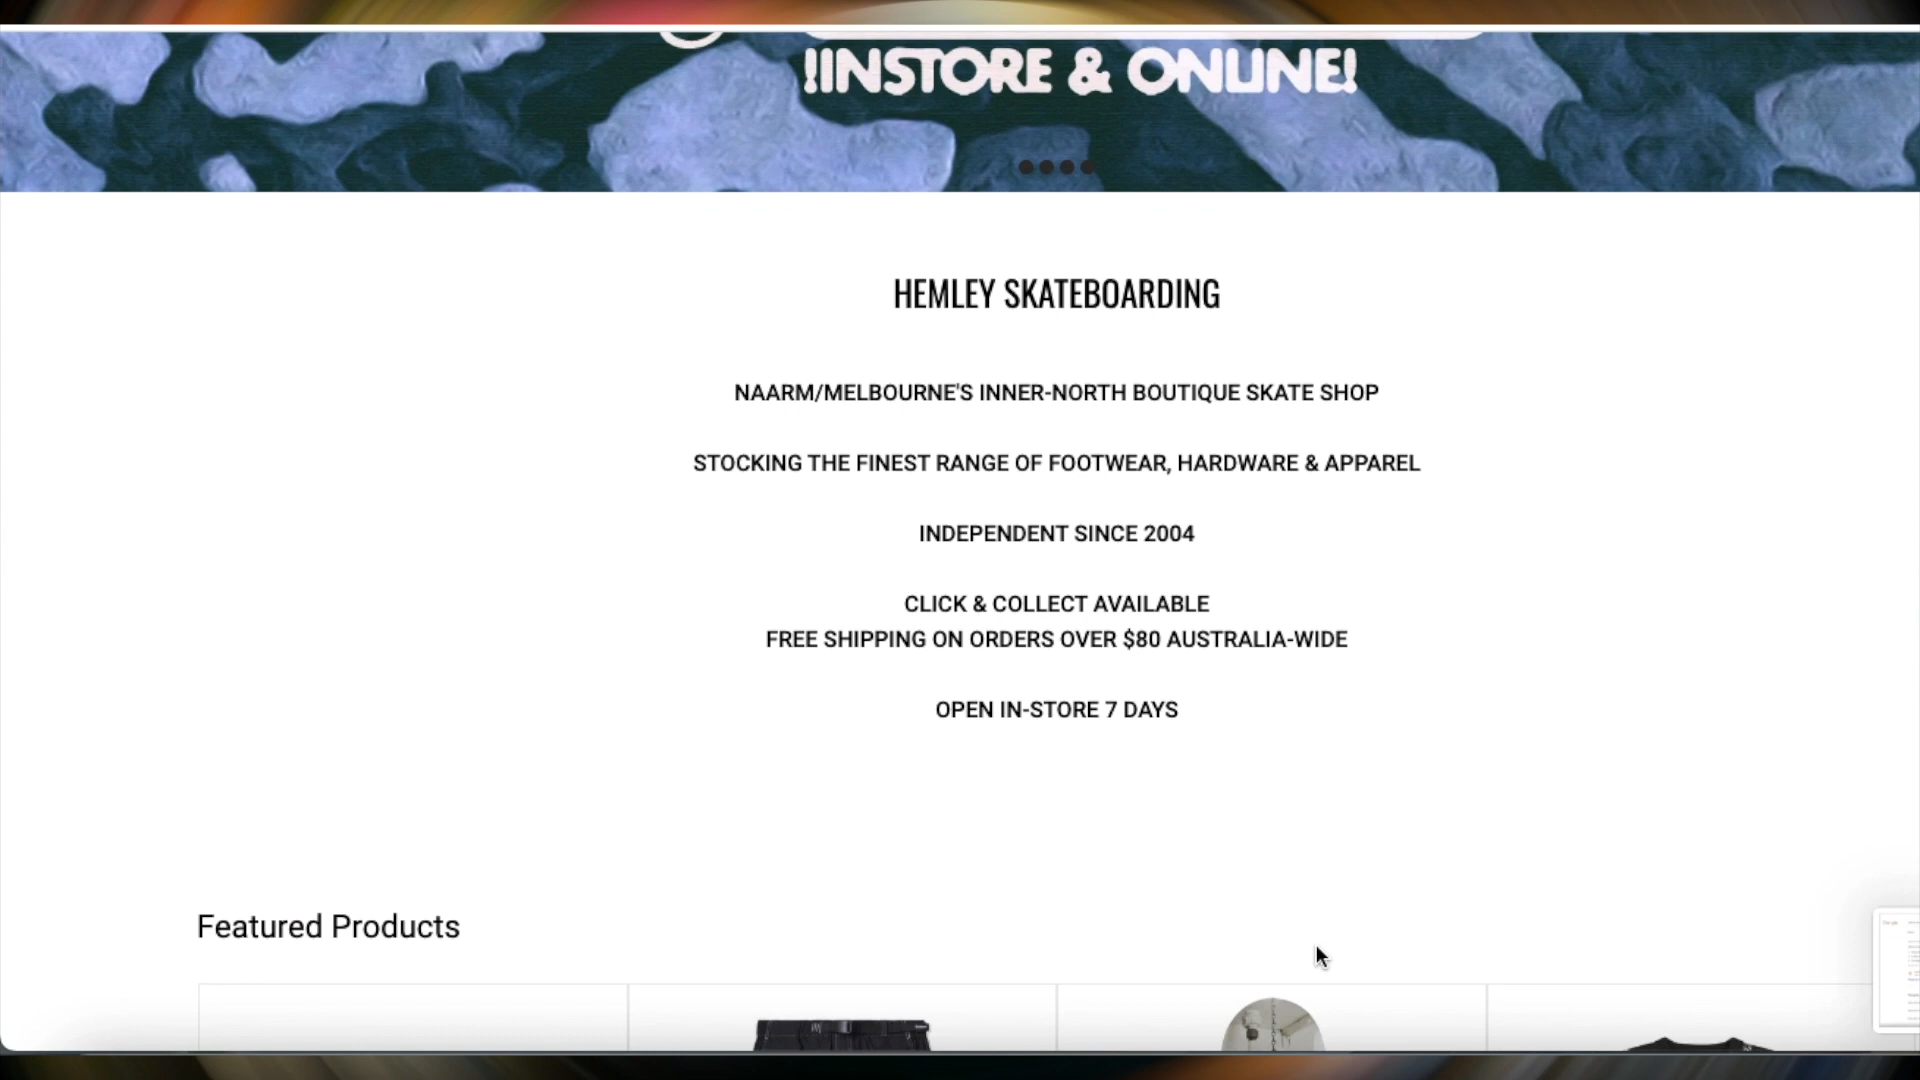 !INSTORE & ONLINE!
HEMLEY SKATEBOARDING
NAARM/MELBOURNE'S INNER-NORTH BOUTIQUE SKATE SHOP
STOCKING THE FINEST RANGE OF FOOTWEAR, HARDWARE & APPAREL
INDEPENDENT SINCE 2004
CLICK & COLLECT AVAILABLE
FREE SHIPPING ON ORDERS OVER $80 AUSTRALIA-WIDE
OPEN IN-STORE 7 DAYS
Featured Products